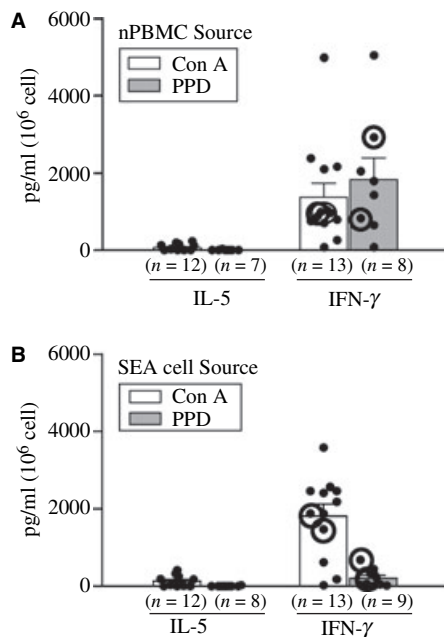 A
nPBMC Source
Con A
PPD
6000
4000
2000
0
pg/ml (10⁶ cell)
(n = 12) (n = 7) (n = 13) (n = 8)
IL-5 IFN-γ
B
SEA cell Source
Con A
PPD
6000
4000
2000
0
pg/ml (10⁶ cell)
(n = 12) (n = 8) (n = 13) (n = 9)
IL-5 IFN-γ